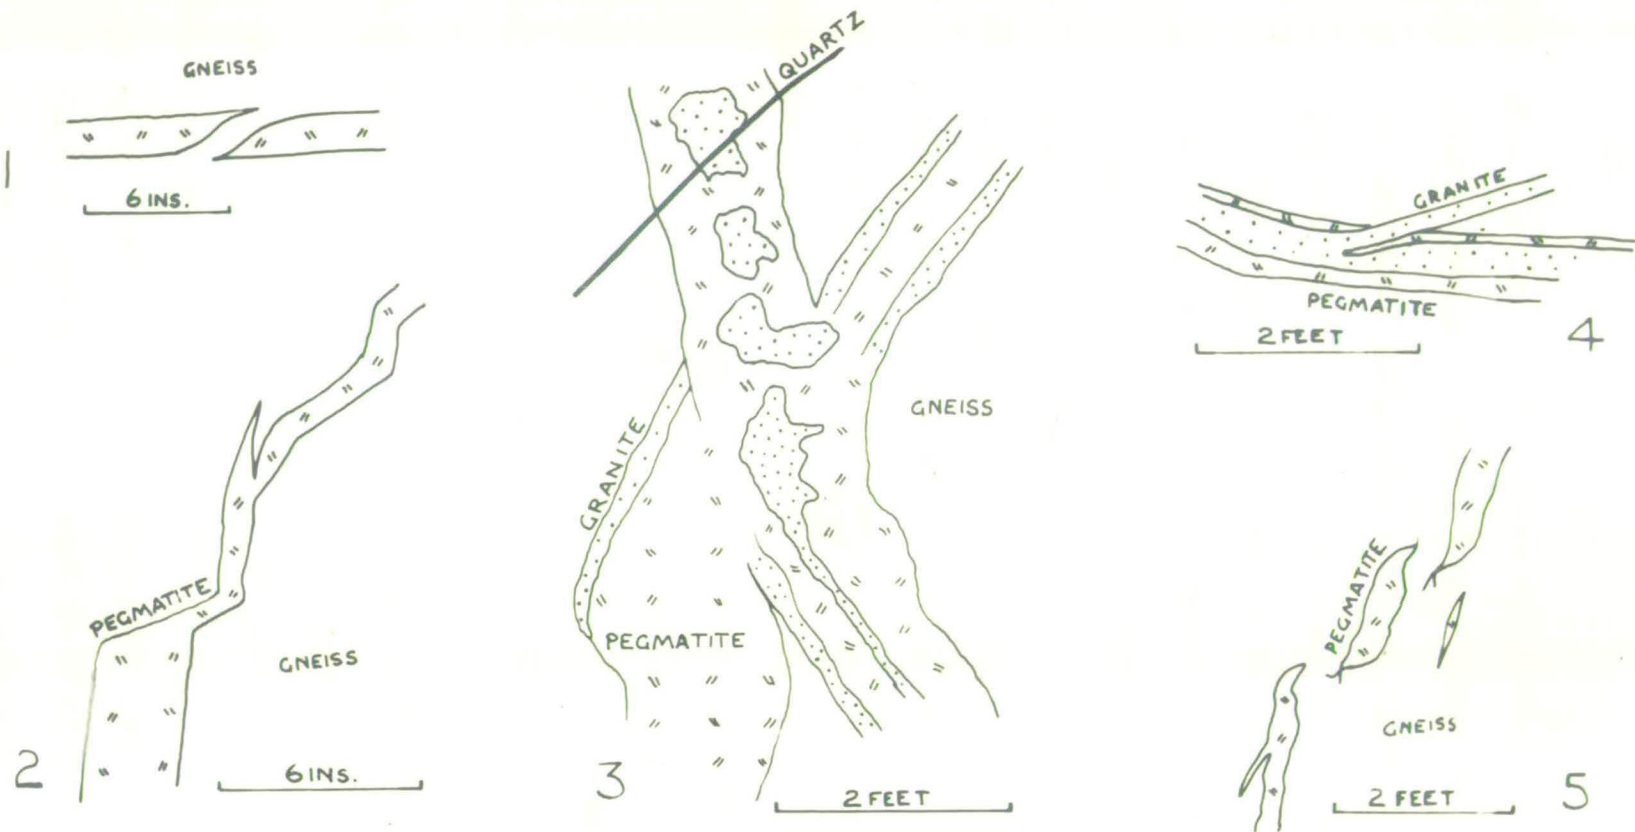 GNEISS
1
6 INS.
PEGMATITE
GNEISS
2
6 INS.
QUARTZ
GRANITE
GNEISS
PEGMATITE
3
2 FEET
GRANITE
PEGMATITE
2 FEET
4
PEGMATITE
GNEISS
2 FEET
5